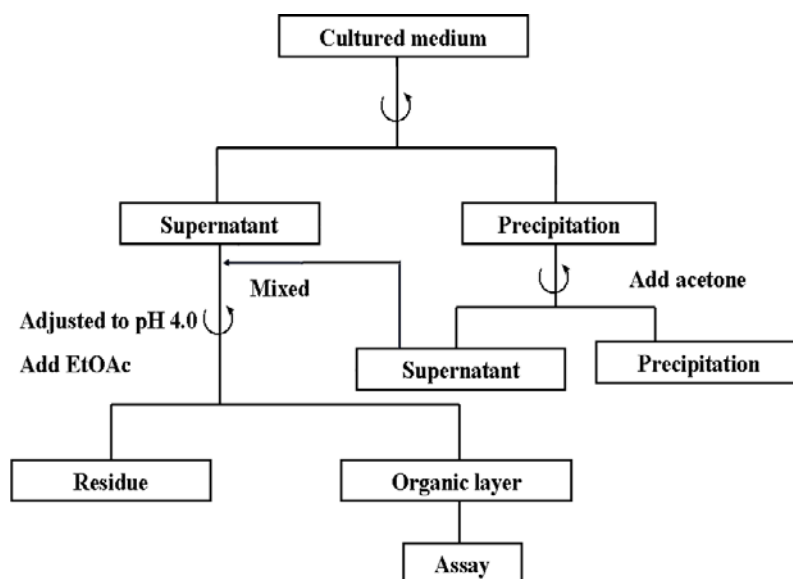 Cultured medium
Supernatant
Precipitation
Mixed
Add acetone
Adjusted to pH 4.0
Add EtOAc
Supernatant
Precipitation
Residue
Organic layer
Assay